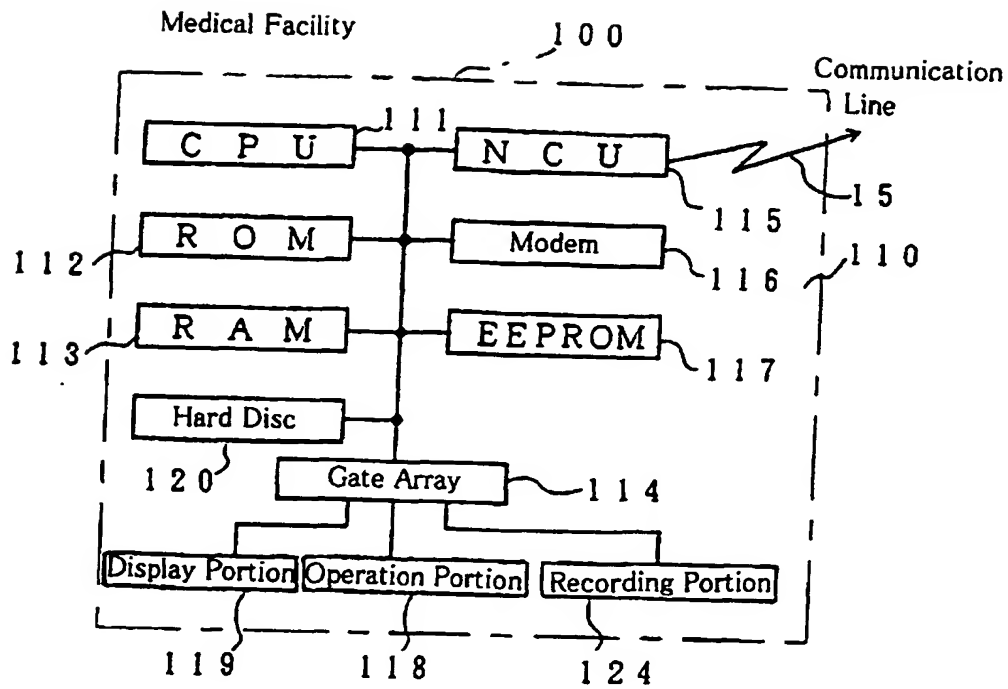 Medical Facility
100
Communication
Line
111
CPU
NCU
15
115
ROM
Modem
112
116
110
RAM
EEPROM
113
117
Hard Disc
120
Gate Array
114
Display Portion
Operation Portion
Recording Portion
119
118
124